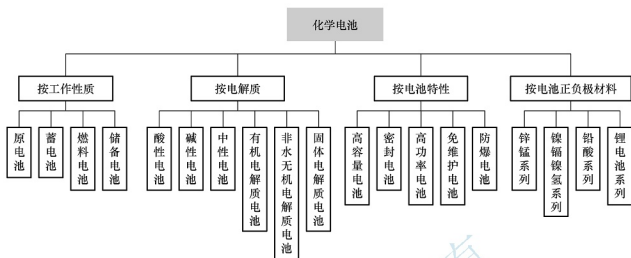 化学电池
按工作性质
按电解质
按电池特性
按电池正负极材料
原电池
蓄电池
燃料电池
储备电池
酸性电池
碱性电池
中性电池
有机电解质电池
非水无机电解质电池
固体电解质电池
高容量电池
密封电池
高功率电池
免维护电池
防爆电池
锌锰系列
镍镉镍氢系列
铅酸系列
锂电池系列